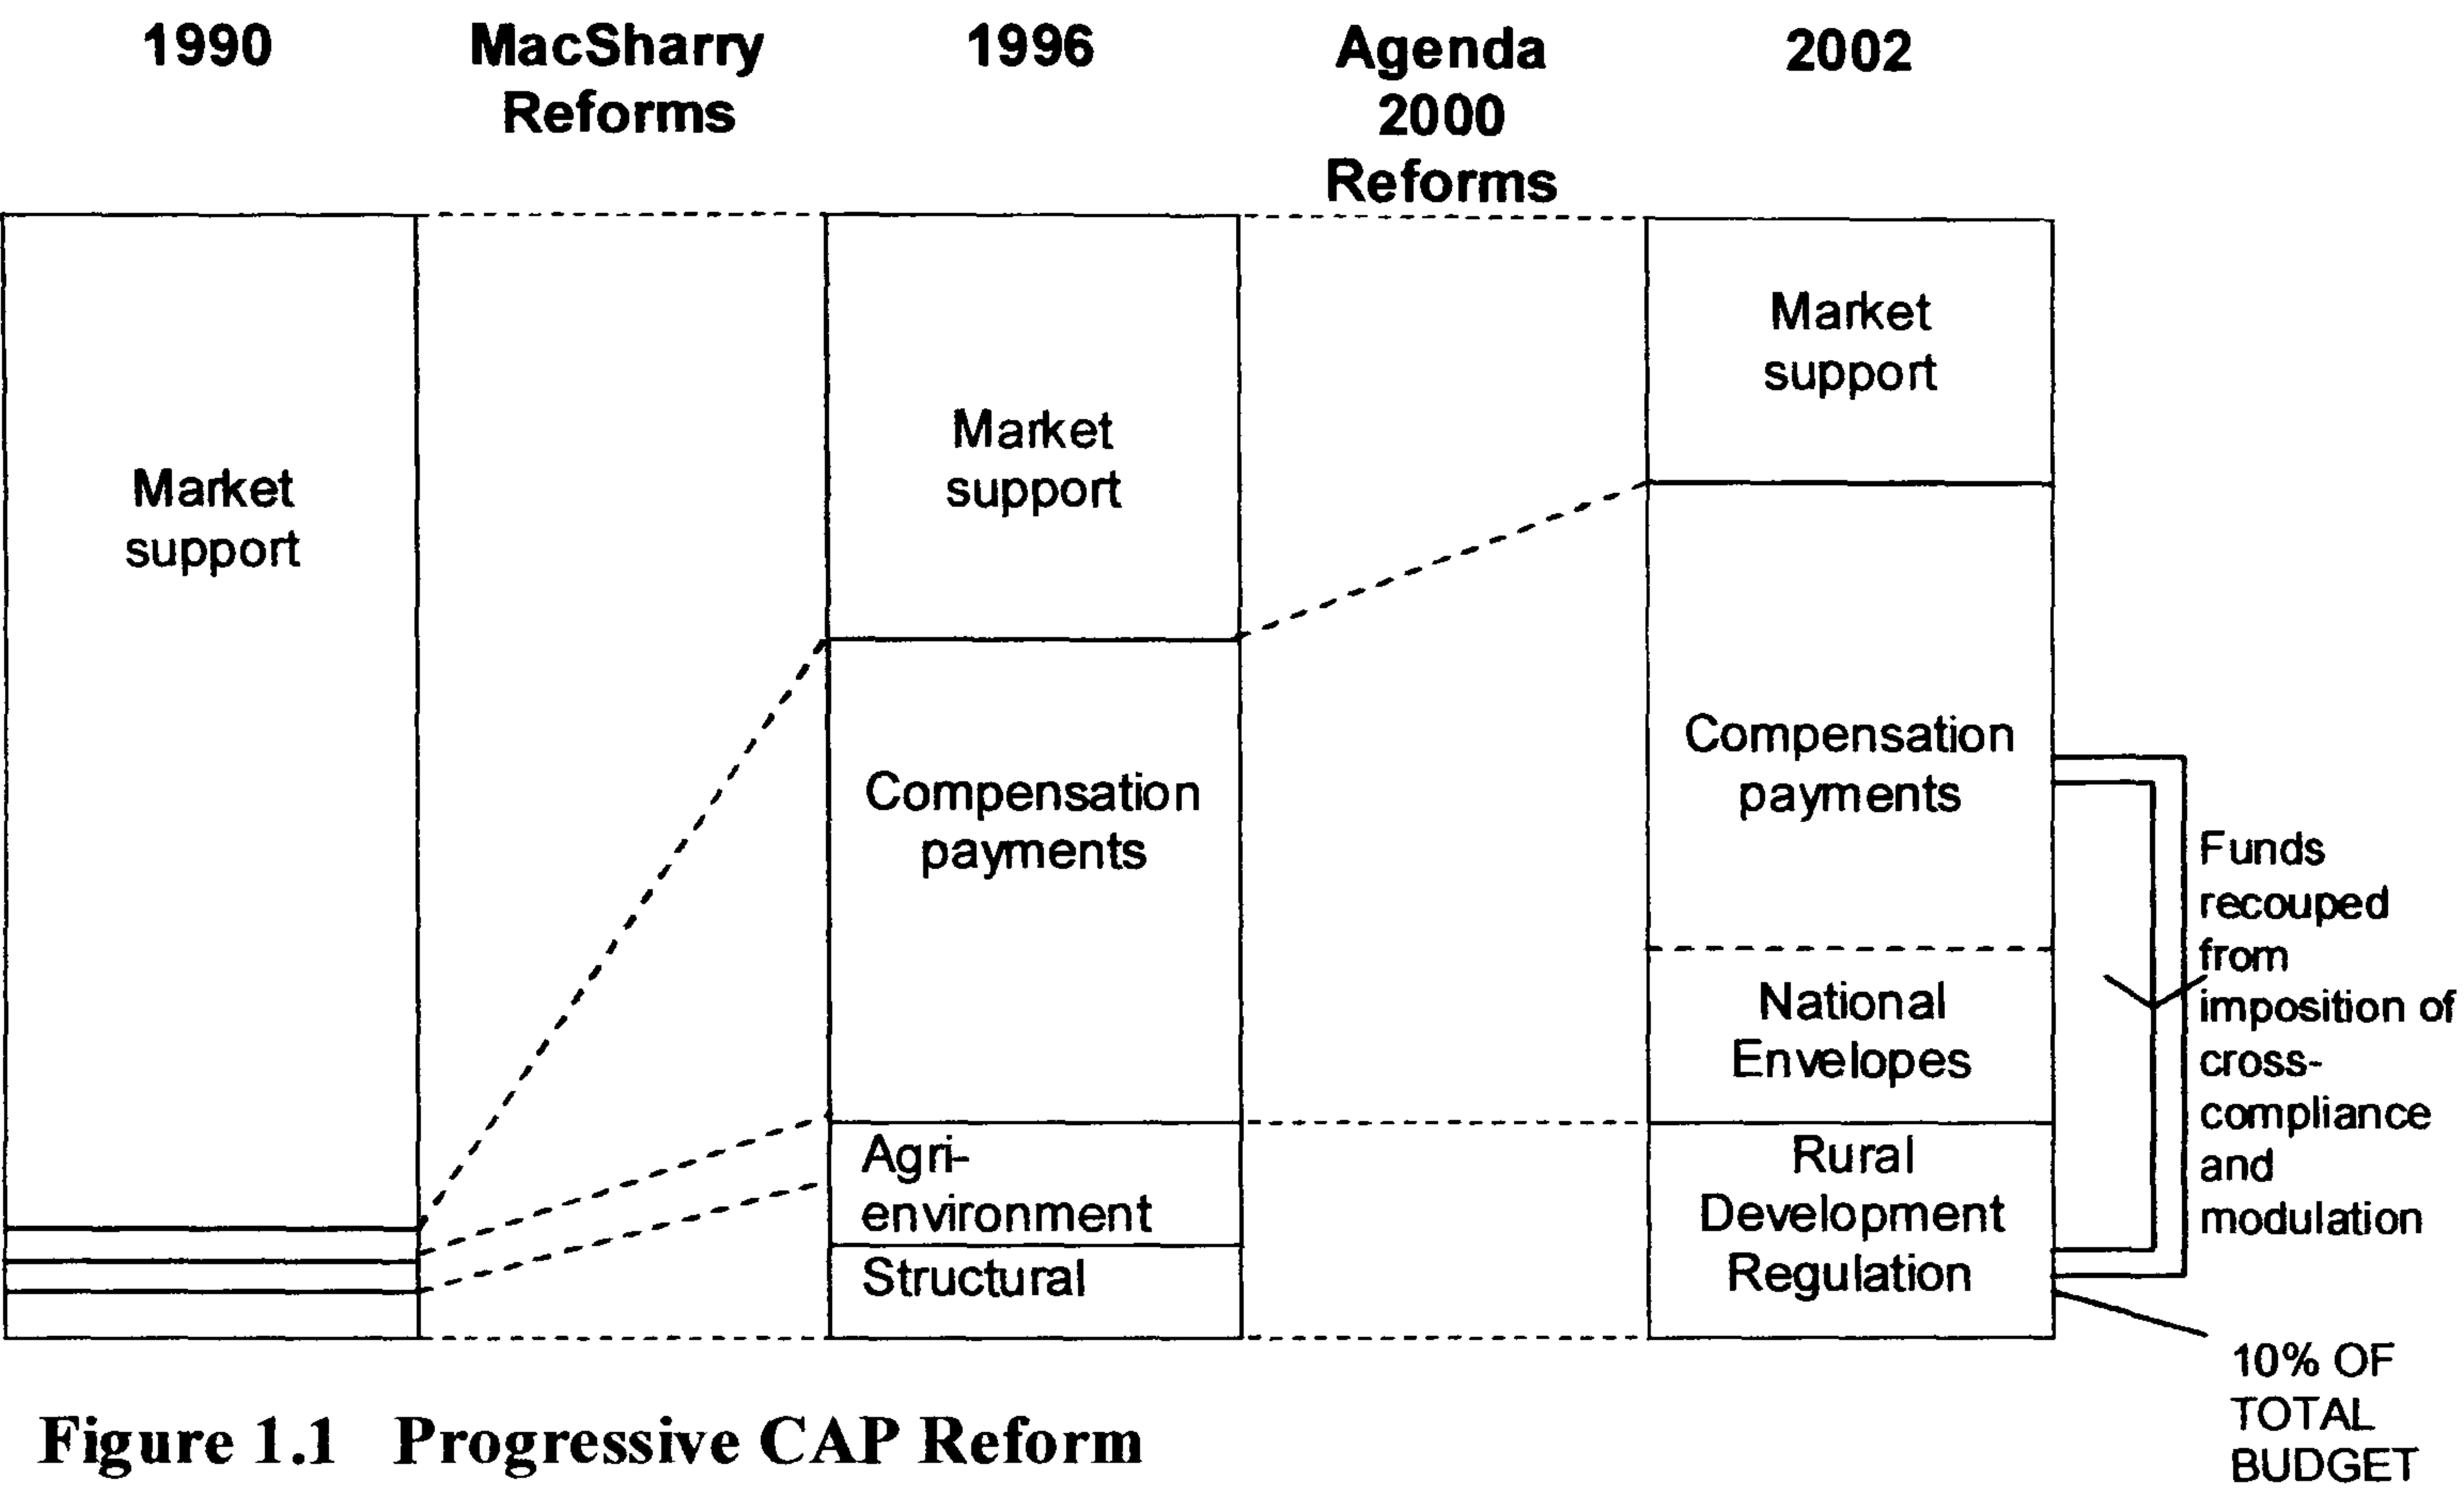 1990
MacSharry
Reforms
1996
Agenda
2000
Reforms
2002
Market
support
Market
support
Compensation
payments
Agri-
environment
Structural
Market
support
Compensation
payments
National
Envelopes
Rural
Development
Regulation
Funds
recouped
from
imposition of
cross-
compliance
and
modulation
10% OF
TOTAL
BUDGET
Figure 1.1 Progressive CAP Reform